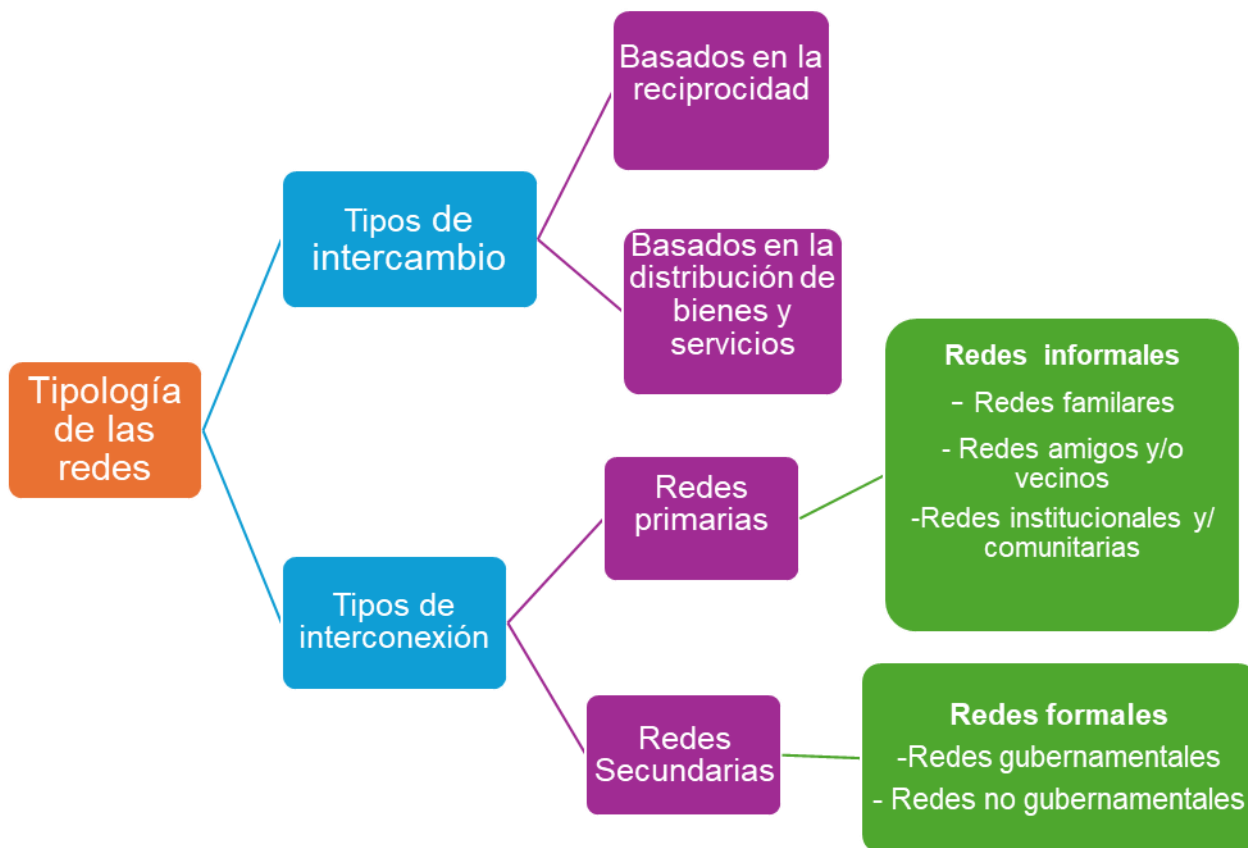 Tipología
de las
redes
Tipos de
intercambio
Basados en la
reciprocidad
Basados en la
distribución de
bienes y
servicios
Tipos de
interconexión
Redes
primarias
Redes informales
- Redes familares
- Redes amigos y/o
vecinos
-Redes institucionales y/
comunitarias
Redes
Secundarias
Redes formales
-Redes gubernamentales
- Redes no gubernamentales